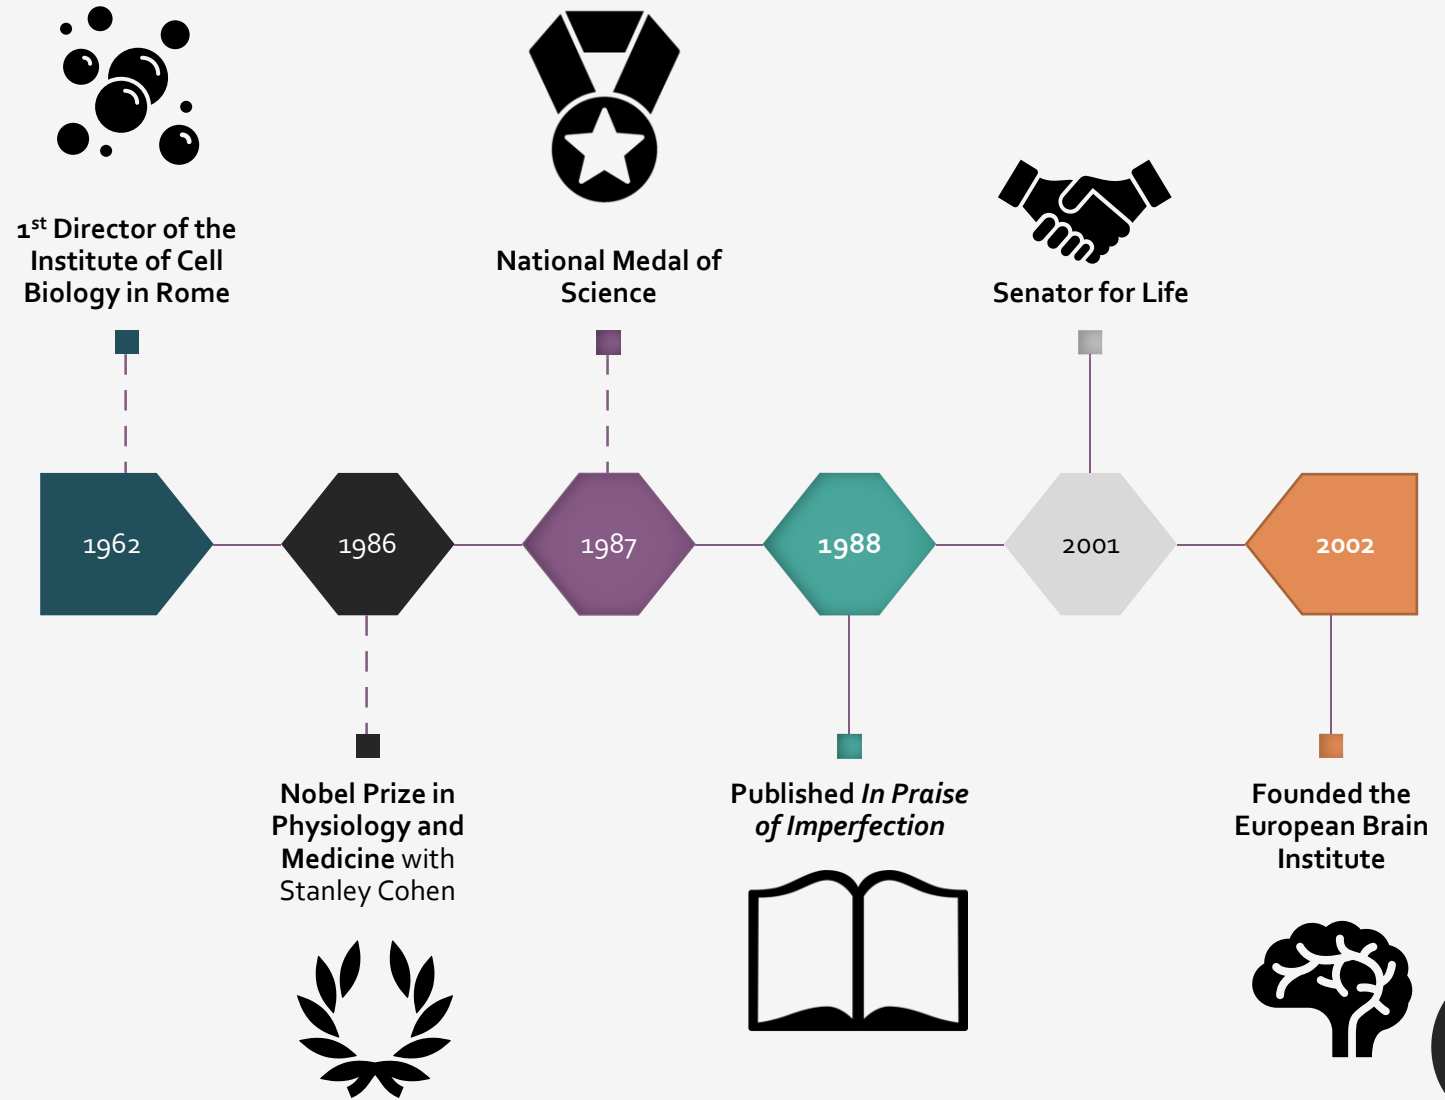 1st Director of the
Institute of Cell
Biology in Rome
National Medal of
Science
Senator for Life
1962
1986
1987
1988
2001
2002
Nobel Prize in
Physiology and
Medicine with
Stanley Cohen
Published In Praise
of Imperfection
Founded the
European Brain
Institute